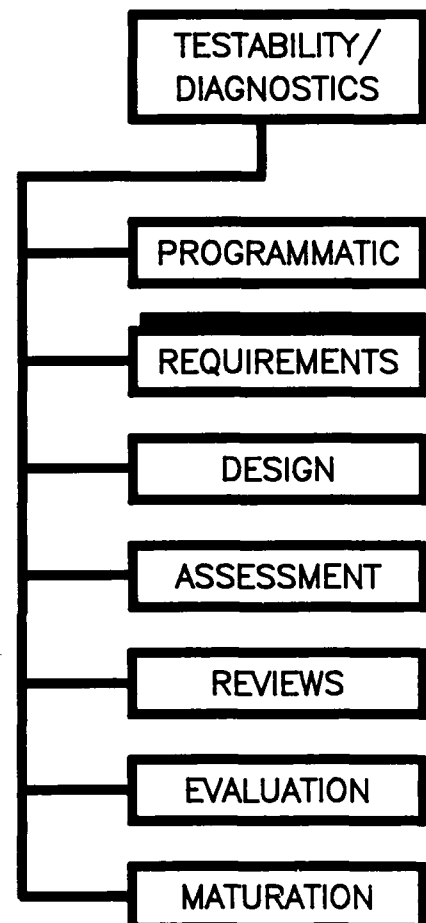 TESTABILITY/
DIAGNOSTICS
PROGRAMMATIC
REQUIREMENTS
DESIGN
ASSESSMENT
REVIEWS
EVALUATION
MATURATION